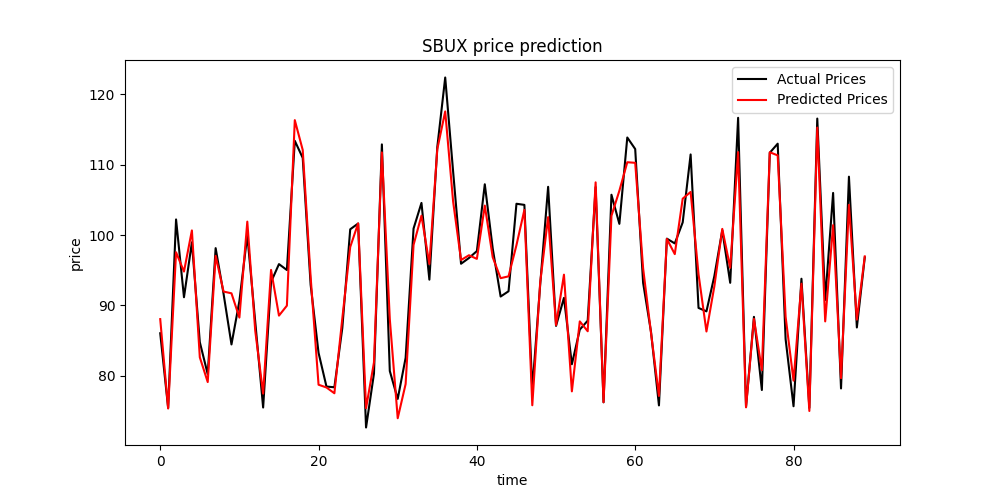 SBUX price prediction
Actual Prices
Predicted Prices
120
110
100
90
80
price
0 20 40 60 80
time